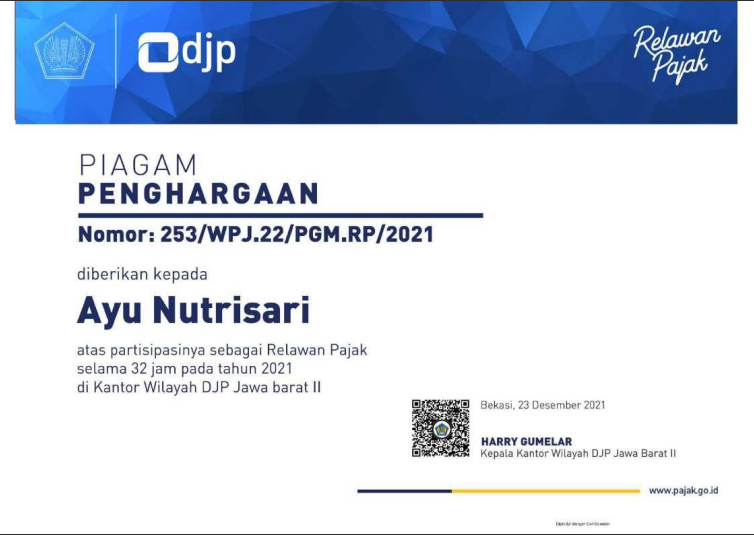 djp
Relawan
Pajak
PIAGAM
PENGHARGAAN
Nomor: 253/WPJ.22/PGM.RP/2021
diberikan kepada
Ayu Nutrisari
atas partisipasinya sebagai Relawan Pajak
selama 32 jam pada tahun 2021
di Kantor Wilayah DJP Jawa barat II
Bekasi, 23 Desember 2021
HARRY GUMELAR
Kepala Kantor Wilayah DJP Jawa Barat II
www.pajak.go.id